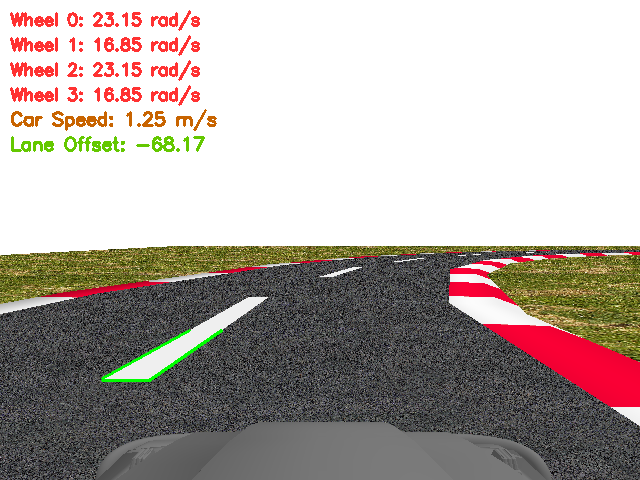 Wheel 0: 23.15 rad/s
Wheel 1: 16.85 rad/s
Wheel 2: 23.15 rad/s
Wheel 3: 16.85 rad/s
Car Speed: 1.25 m/s
Lane Offset: -68.17